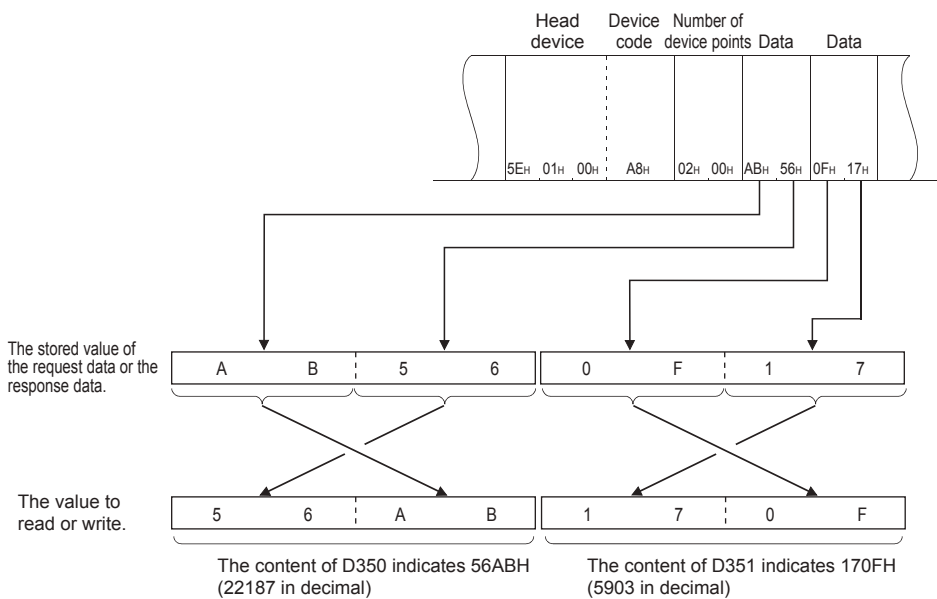 Head device
Device code
Number of device points
Data
Data
5EH 01H 00H A8H 02H 00H ABH 56H 0FH 17H
The stored value of
the request data or the
response data.
A B 5 6 0 F 1 7
The value to
read or write.
5 6 A B 1 7 0 F
The content of D350 indicates 56ABH
(22187 in decimal)
The content of D351 indicates 170FH
(5903 in decimal)